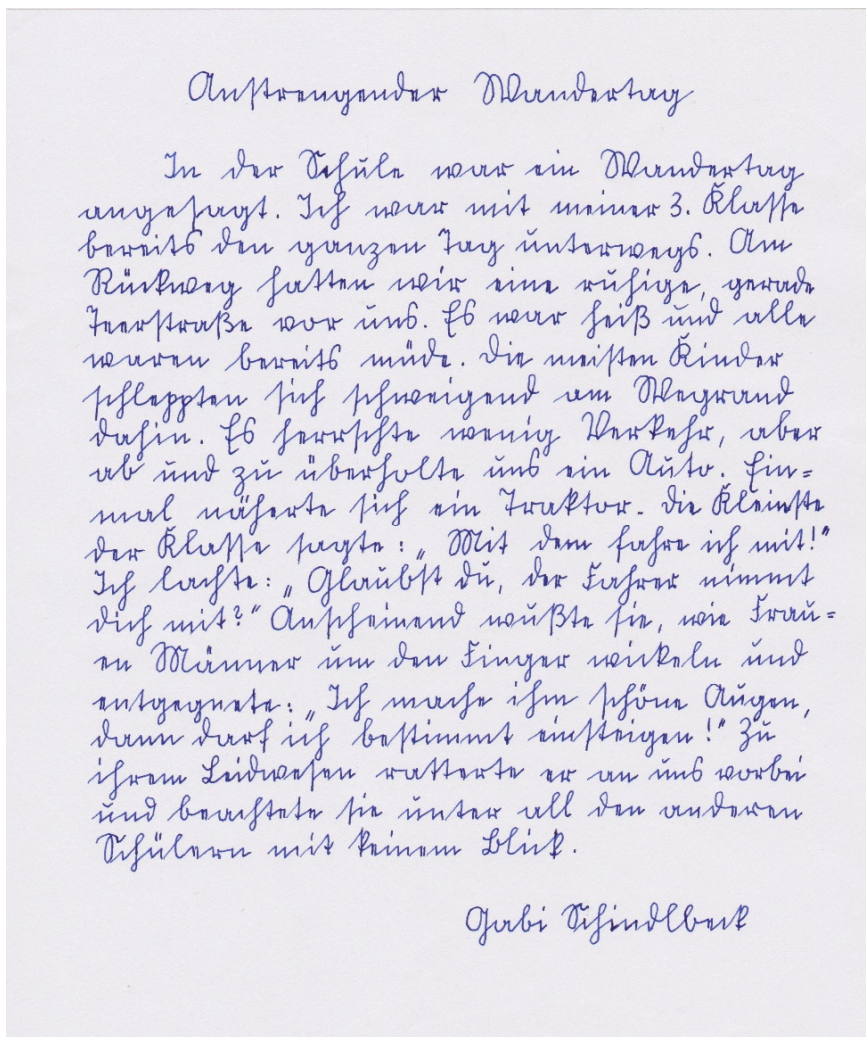 Anstrengender Wandertag
In der Schule war ein Wandertag
angesagt. Ich war mit meiner 3. Klasse
bereits den ganzen Tag unterwegs. Am
Rückweg hatten wir eine ruhige, gerade
Teerstraße vor uns. Es war heiß und alle
waren bereits müde. Die meisten Kinder
schleppten sich schweigend am Wegrand
dahin. Es herrschte wenig Verkehr, aber
ab und zu überholte uns ein Auto. Ein=
mal näherte sich ein Traktor. Die Kleinste
der Klasse sagte: „Mit dem fahre ich mit!"
Ich lachte: „Glaubst du, der Fahrer nimmt
dich mit?" Anscheinend wußte sie, wie Frau=
en Männer um den Finger wickeln und
entgegnete: „Ich mache ihm schöne Augen,
dann darf ich bestimmt einsteigen!" Zu
ihrem Leidwesen ratterte er an uns vorbei
und beachtete sie unter all den anderen
Schülern mit keinem Blick.
Gabi Schindlbeck